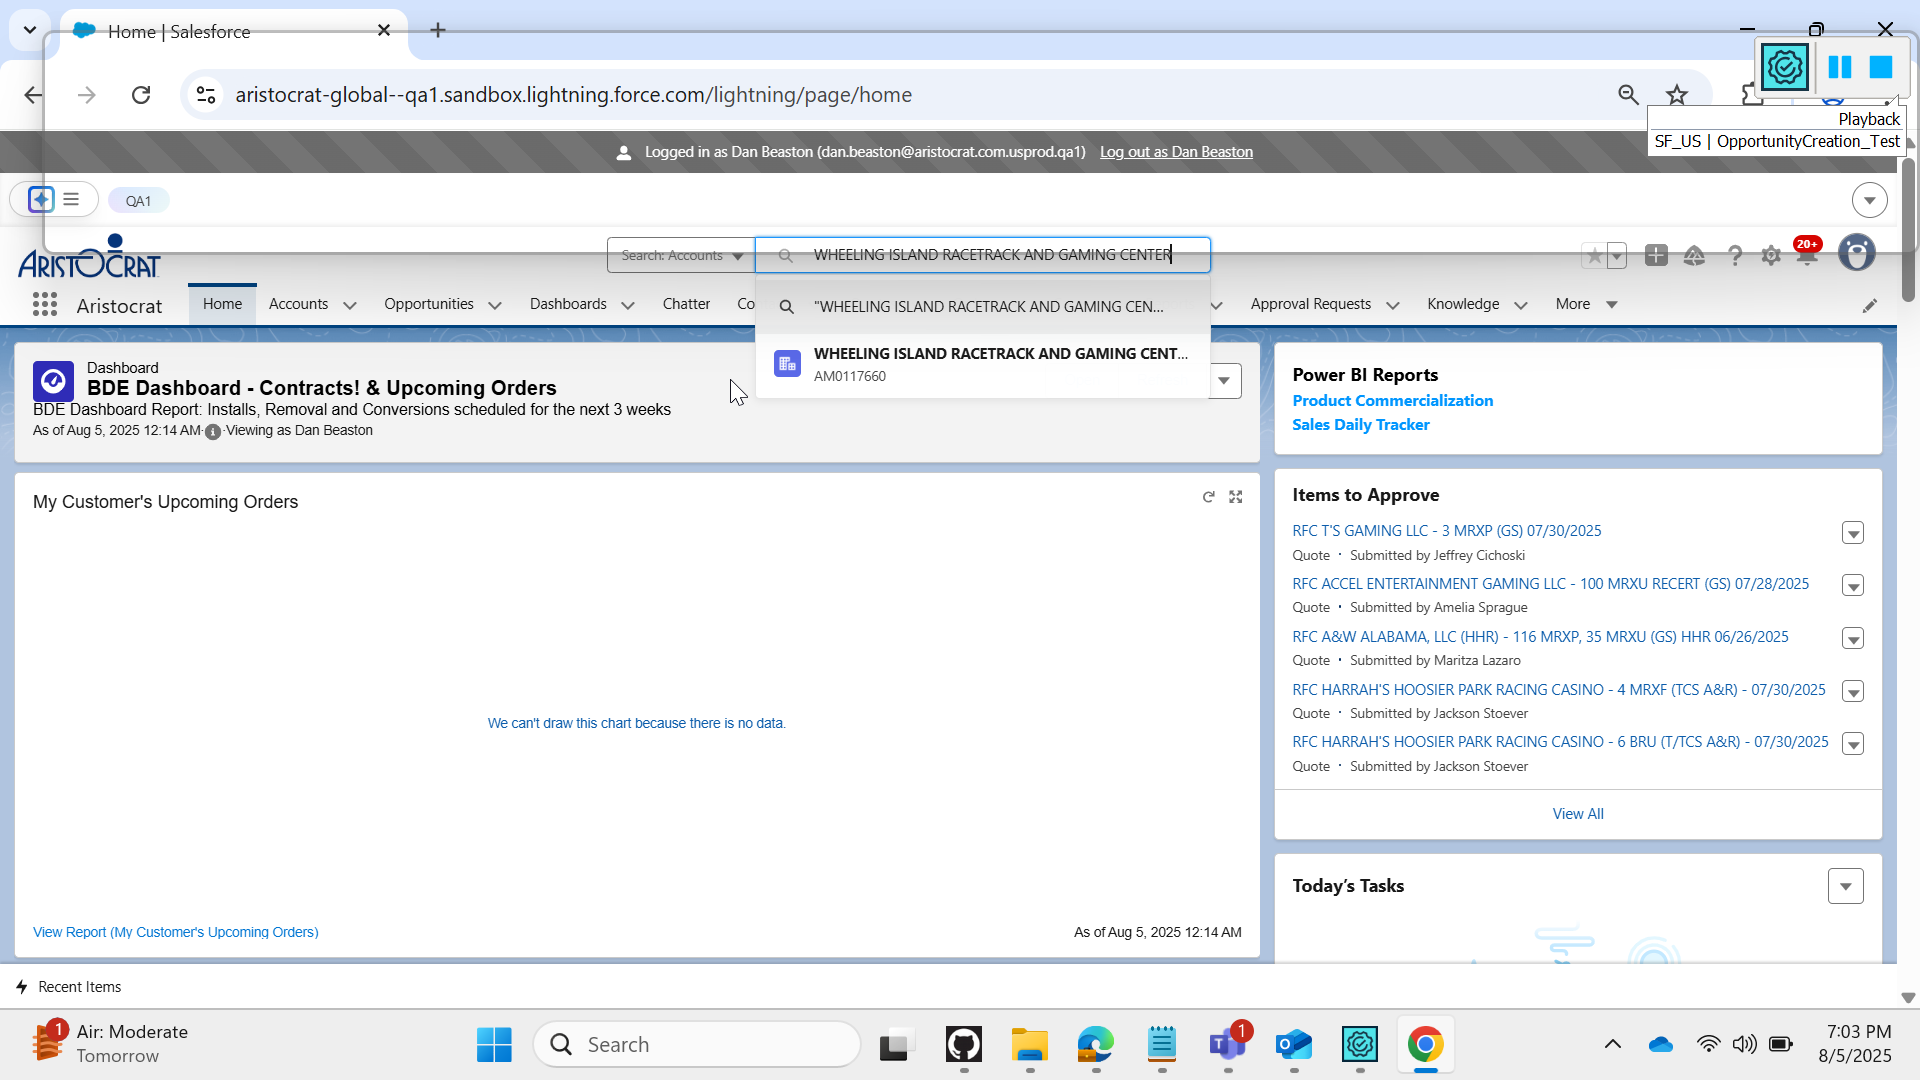 Home | Salesforce
aristocrat-global--qa1.sandbox.lightning.force.com/lightning/page/home
Playback
SF_US | OpportunityCreation_Test
Logged in as Dan Beaston (dan.beaston@aristocrat.com.usprod.qa1) Log out as Dan Beaston
QA1
ARISTOCRAT
Search: Accounts
WHEELING ISLAND RACETRACK AND GAMING CENTER
20+
Aristocrat
Home
Accounts
Opportunities
Dashboards
Chatter
Co
Approval Requests
Knowledge
More
"WHEELING ISLAND RACETRACK AND GAMING CEN...
WHEELING ISLAND RACETRACK AND GAMING CENT...
AM0117660
Dashboard
BDE Dashboard - Contracts! & Upcoming Orders
BDE Dashboard Report: Installs, Removal and Conversions scheduled for the next 3 weeks
As of Aug 5, 2025 12:14 AM·Viewing as Dan Beaston
My Customer's Upcoming Orders
We can't draw this chart because there is no data.
View Report (My Customer's Upcoming Orders)
As of Aug 5, 2025 12:14 AM
Power BI Reports
Product Commercialization
Sales Daily Tracker
Items to Approve
RFC T'S GAMING LLC - 3 MRXP (GS) 07/30/2025
Quote · Submitted by Jeffrey Cichoski
RFC ACCEL ENTERTAINMENT GAMING LLC - 100 MRXU RECERT (GS) 07/28/2025
Quote · Submitted by Amelia Sprague
RFC A&W ALABAMA, LLC (HHR) - 116 MRXP, 35 MRXU (GS) HHR 06/26/2025
Quote · Submitted by Maritza Lazaro
RFC HARRAH'S HOOSIER PARK RACING CASINO - 4 MRXF (TCS A&R) - 07/30/2025
Quote · Submitted by Jackson Stoever
RFC HARRAH'S HOOSIER PARK RACING CASINO - 6 BRU (T/TCS A&R) - 07/30/2025
Quote · Submitted by Jackson Stoever
View All
Today's Tasks
Recent Items
1
Air: Moderate
Tomorrow
Search
1
7:03 PM
8/5/2025